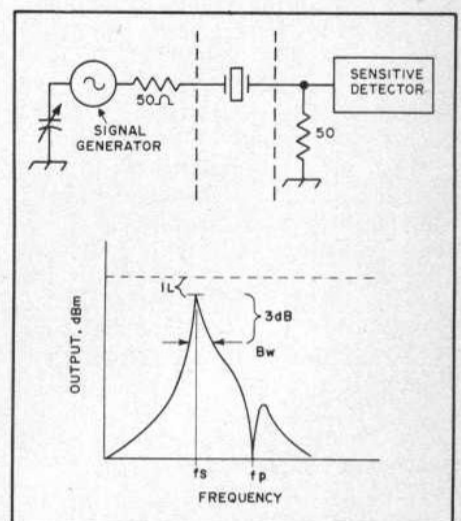 SENSITIVE
DETECTOR
50Ω
SIGNAL
GENERATOR
50
OUTPUT, dBm
IL
3dB
BW
fs
fp
FREQUENCY